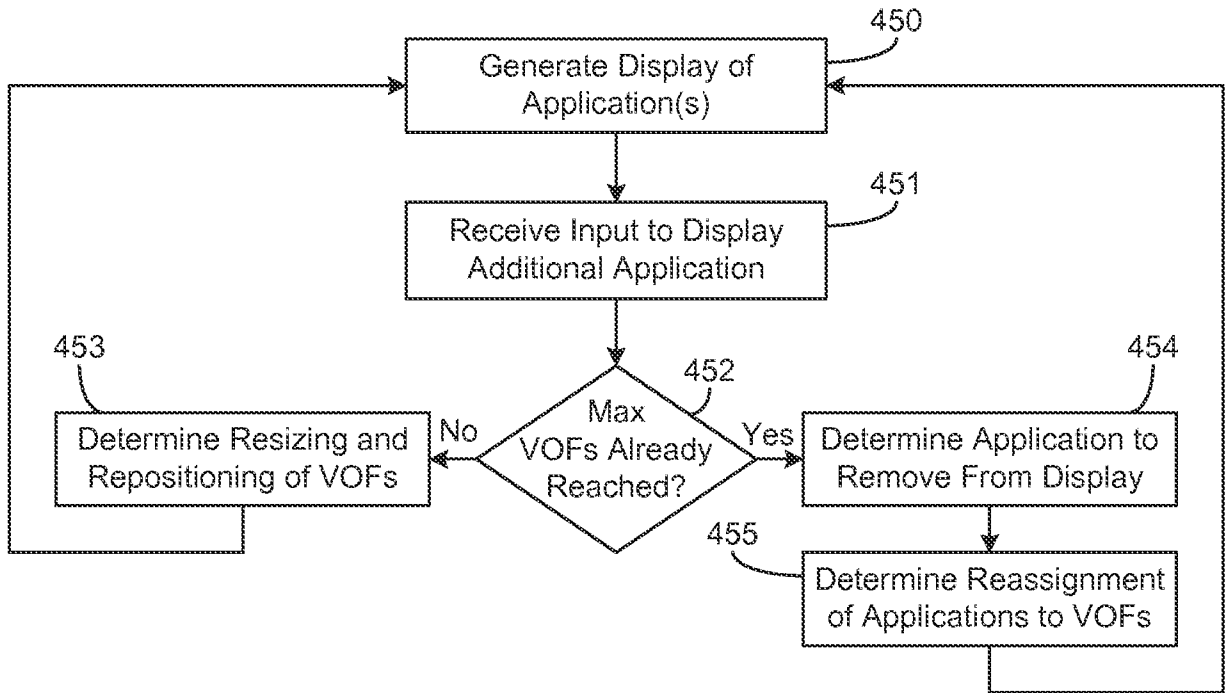 450
Generate Display of
Application(s)
451
Receive Input to Display
Additional Application
452
Max
VOFs Already
Reached?
No
Yes
453
Determine Resizing and
Repositioning of VOFs
454
Determine Application to
Remove From Display
455
Determine Reassignment
of Applications to VOFs